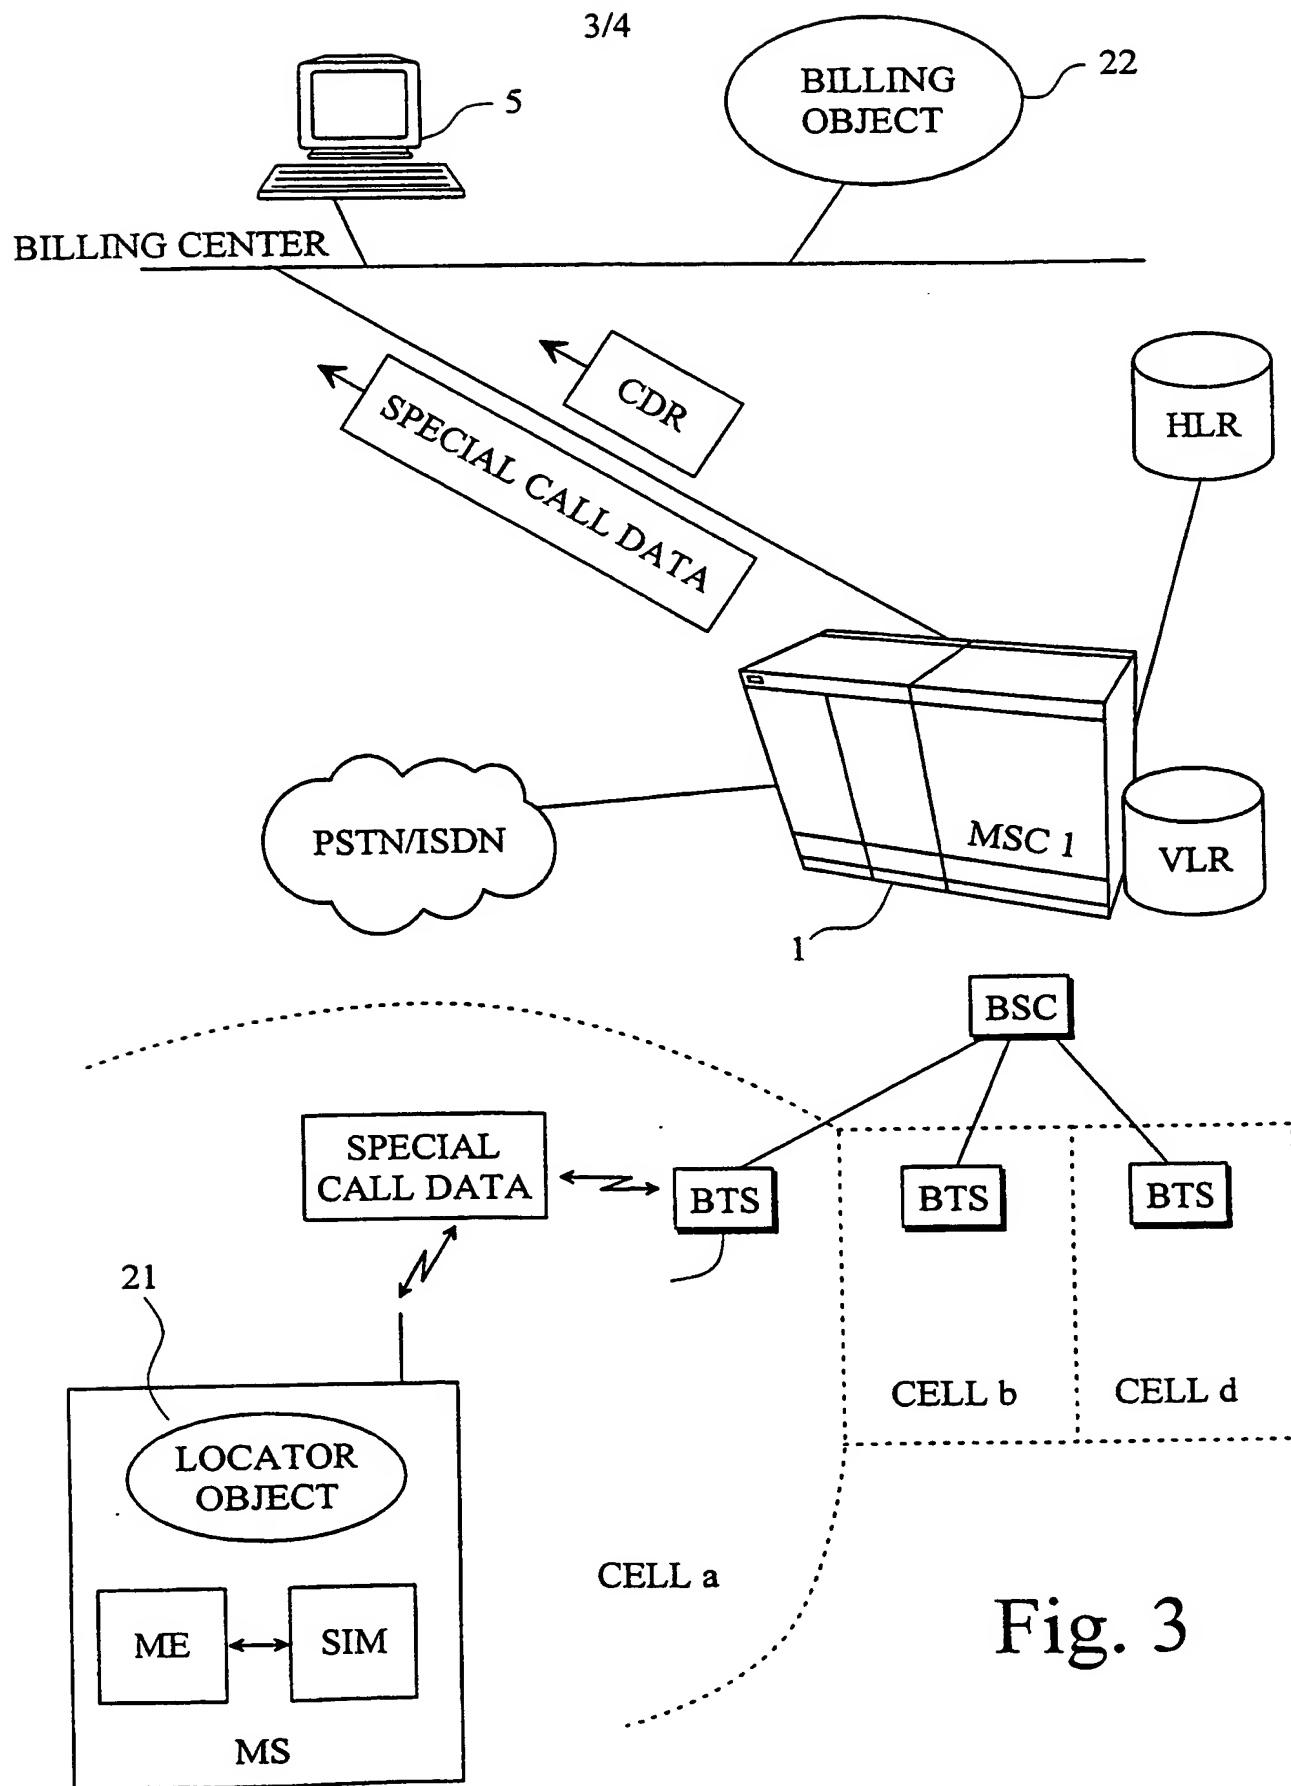 3/4
5
BILLING
OBJECT
22
BILLING CENTER
CDR
SPECIAL CALL DATA
HLR
PSTN/ISDN
MSC 1
VLR
1
BSC
SPECIAL
CALL DATA
BTS
BTS
BTS
21
CELL b
CELL d
LOCATOR
OBJECT
CELL a
ME
SIM
MS
Fig. 3